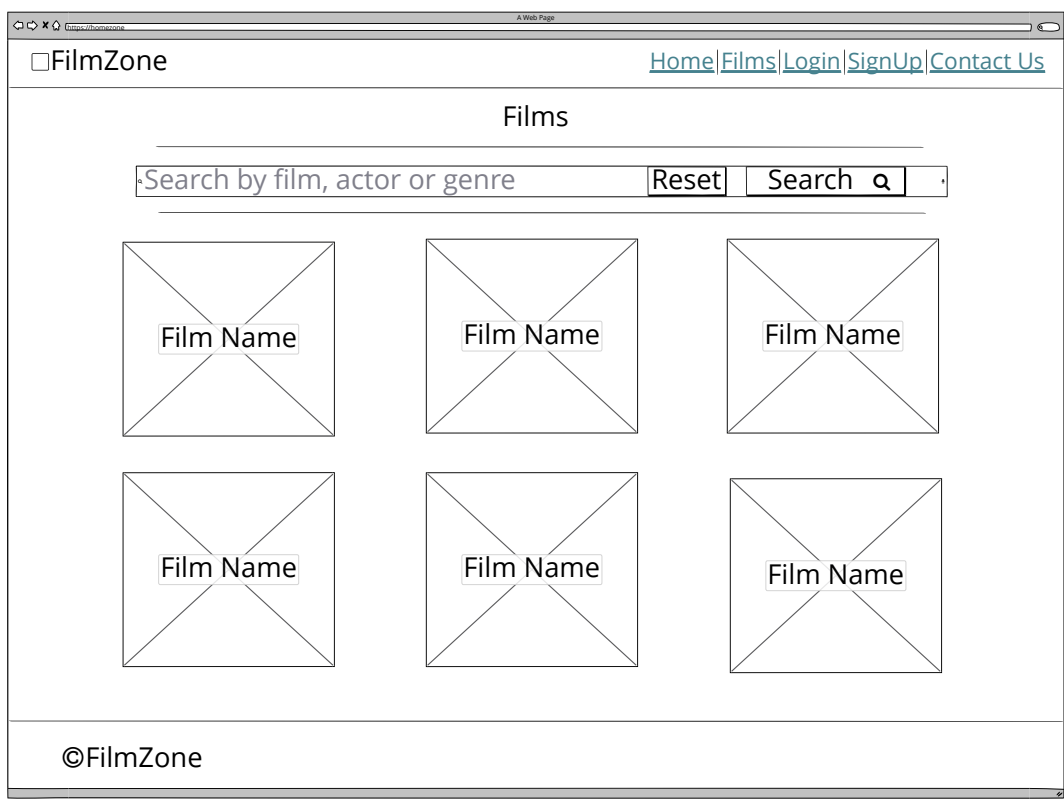 A Web Page
https://homezone
FilmZone
Home Films Login SignUp Contact Us
Films
Search by film, actor or genre Reset Search
Film Name Film Name Film Name
Film Name Film Name Film Name
©FilmZone